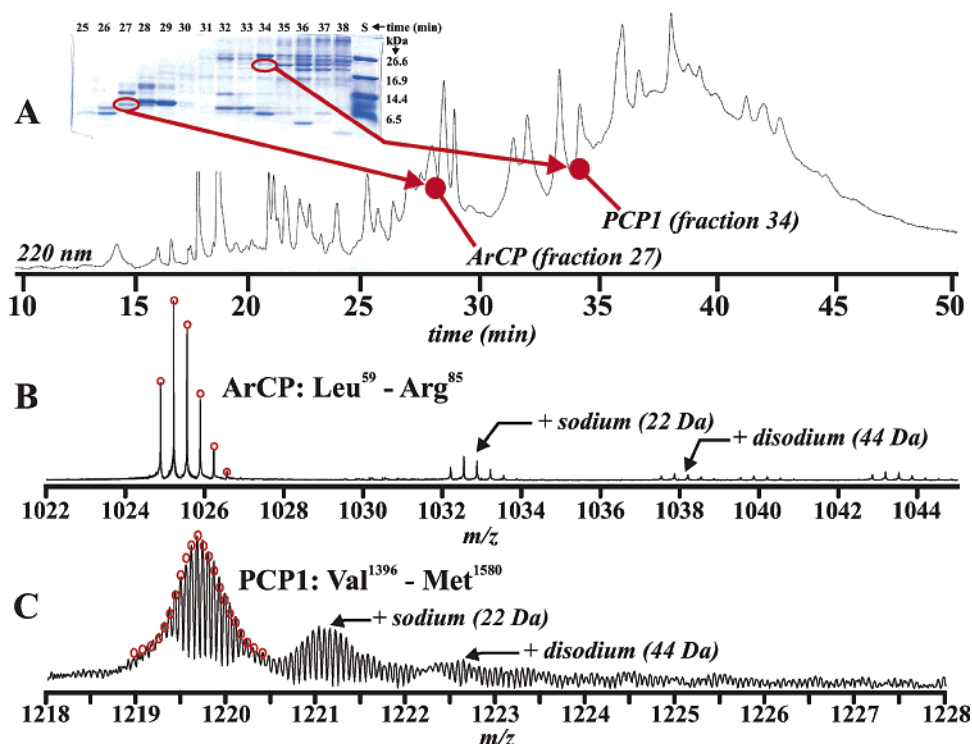 25 26 27 28 29 30 31 32 33 34 35 36 37 38 S ← time (min)
kDa
26.6
16.9
14.4
6.5
A
PCP1 (fraction 34)
ArCP (fraction 27)
220 nm
10 15 20 25 30 35 40 45 50
time (min)
B
ArCP: Leu⁵⁹ - Arg⁸⁵
+ sodium (22 Da)
+ disodium (44 Da)
1022 1024 1026 1028 1030 1032 1034 1036 1038 1040 1042 1044
m/z
C
PCP1: Val¹³⁹⁶ - Met¹⁵⁸⁰
+ sodium (22 Da)
+ disodium (44 Da)
1218 1219 1220 1221 1222 1223 1224 1225 1226 1227 1228
m/z